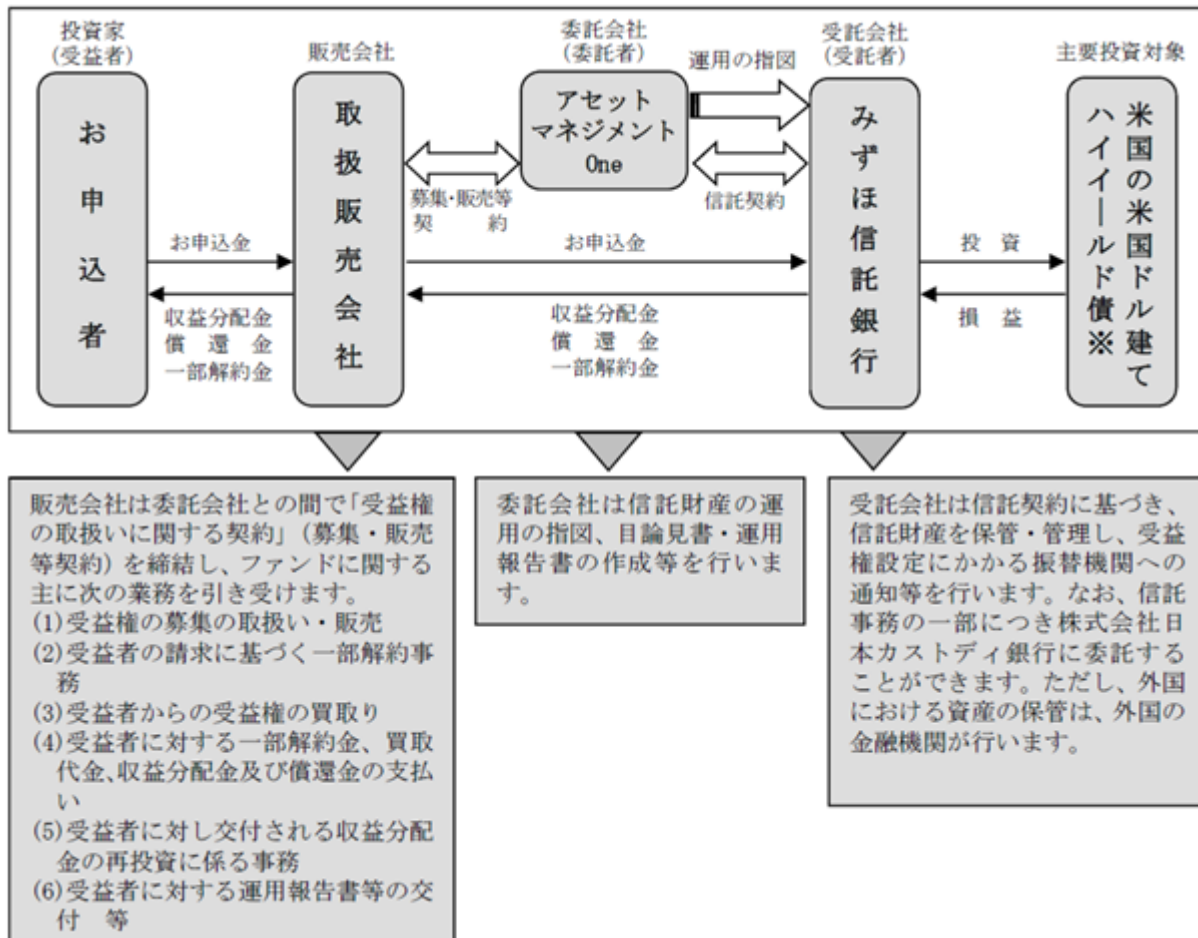 投資家
(受益者)
お申込者
販売会社
取扱販売会社
委託会社
(委託者)
アセット
マネジメント
One
運用の指図
受託会社
(受託者)
みずほ信託銀行
主要投資対象
米国の米国ドル建て
ハイイールド債※
募集・販売等
契　約
信託契約
お申込金
収益分配金
償　還　金
一部解約金
お申込金
収益分配金
償　還　金
一部解約金
投　資
損　益
販売会社は委託会社との間で「受益権
の取扱いに関する契約」（募集・販売
等契約）を締結し、ファンドに関する
主に次の業務を引き受けます。
(1)受益権の募集の取扱い・販売
(2)受益者の請求に基づく一部解約事
務
(3)受益者からの受益権の買取り
(4)受益者に対する一部解約金、買取
代金、収益分配金及び償還金の支払
い
(5)受益者に対し交付される収益分配
金の再投資に係る事務
(6)受益者に対する運用報告書等の交
付　等
委託会社は信託財産の運
用の指図、目論見書・運用
報告書の作成等を行いま
す。
受託会社は信託契約に基づき、
信託財産を保管・管理し、受益
権設定にかかる振替機関への
通知等を行います。なお、信託
事務の一部につき株式会社日
本カストディ銀行に委託する
ことができます。ただし、外国
における資産の保管は、外国の
金融機関が行います。